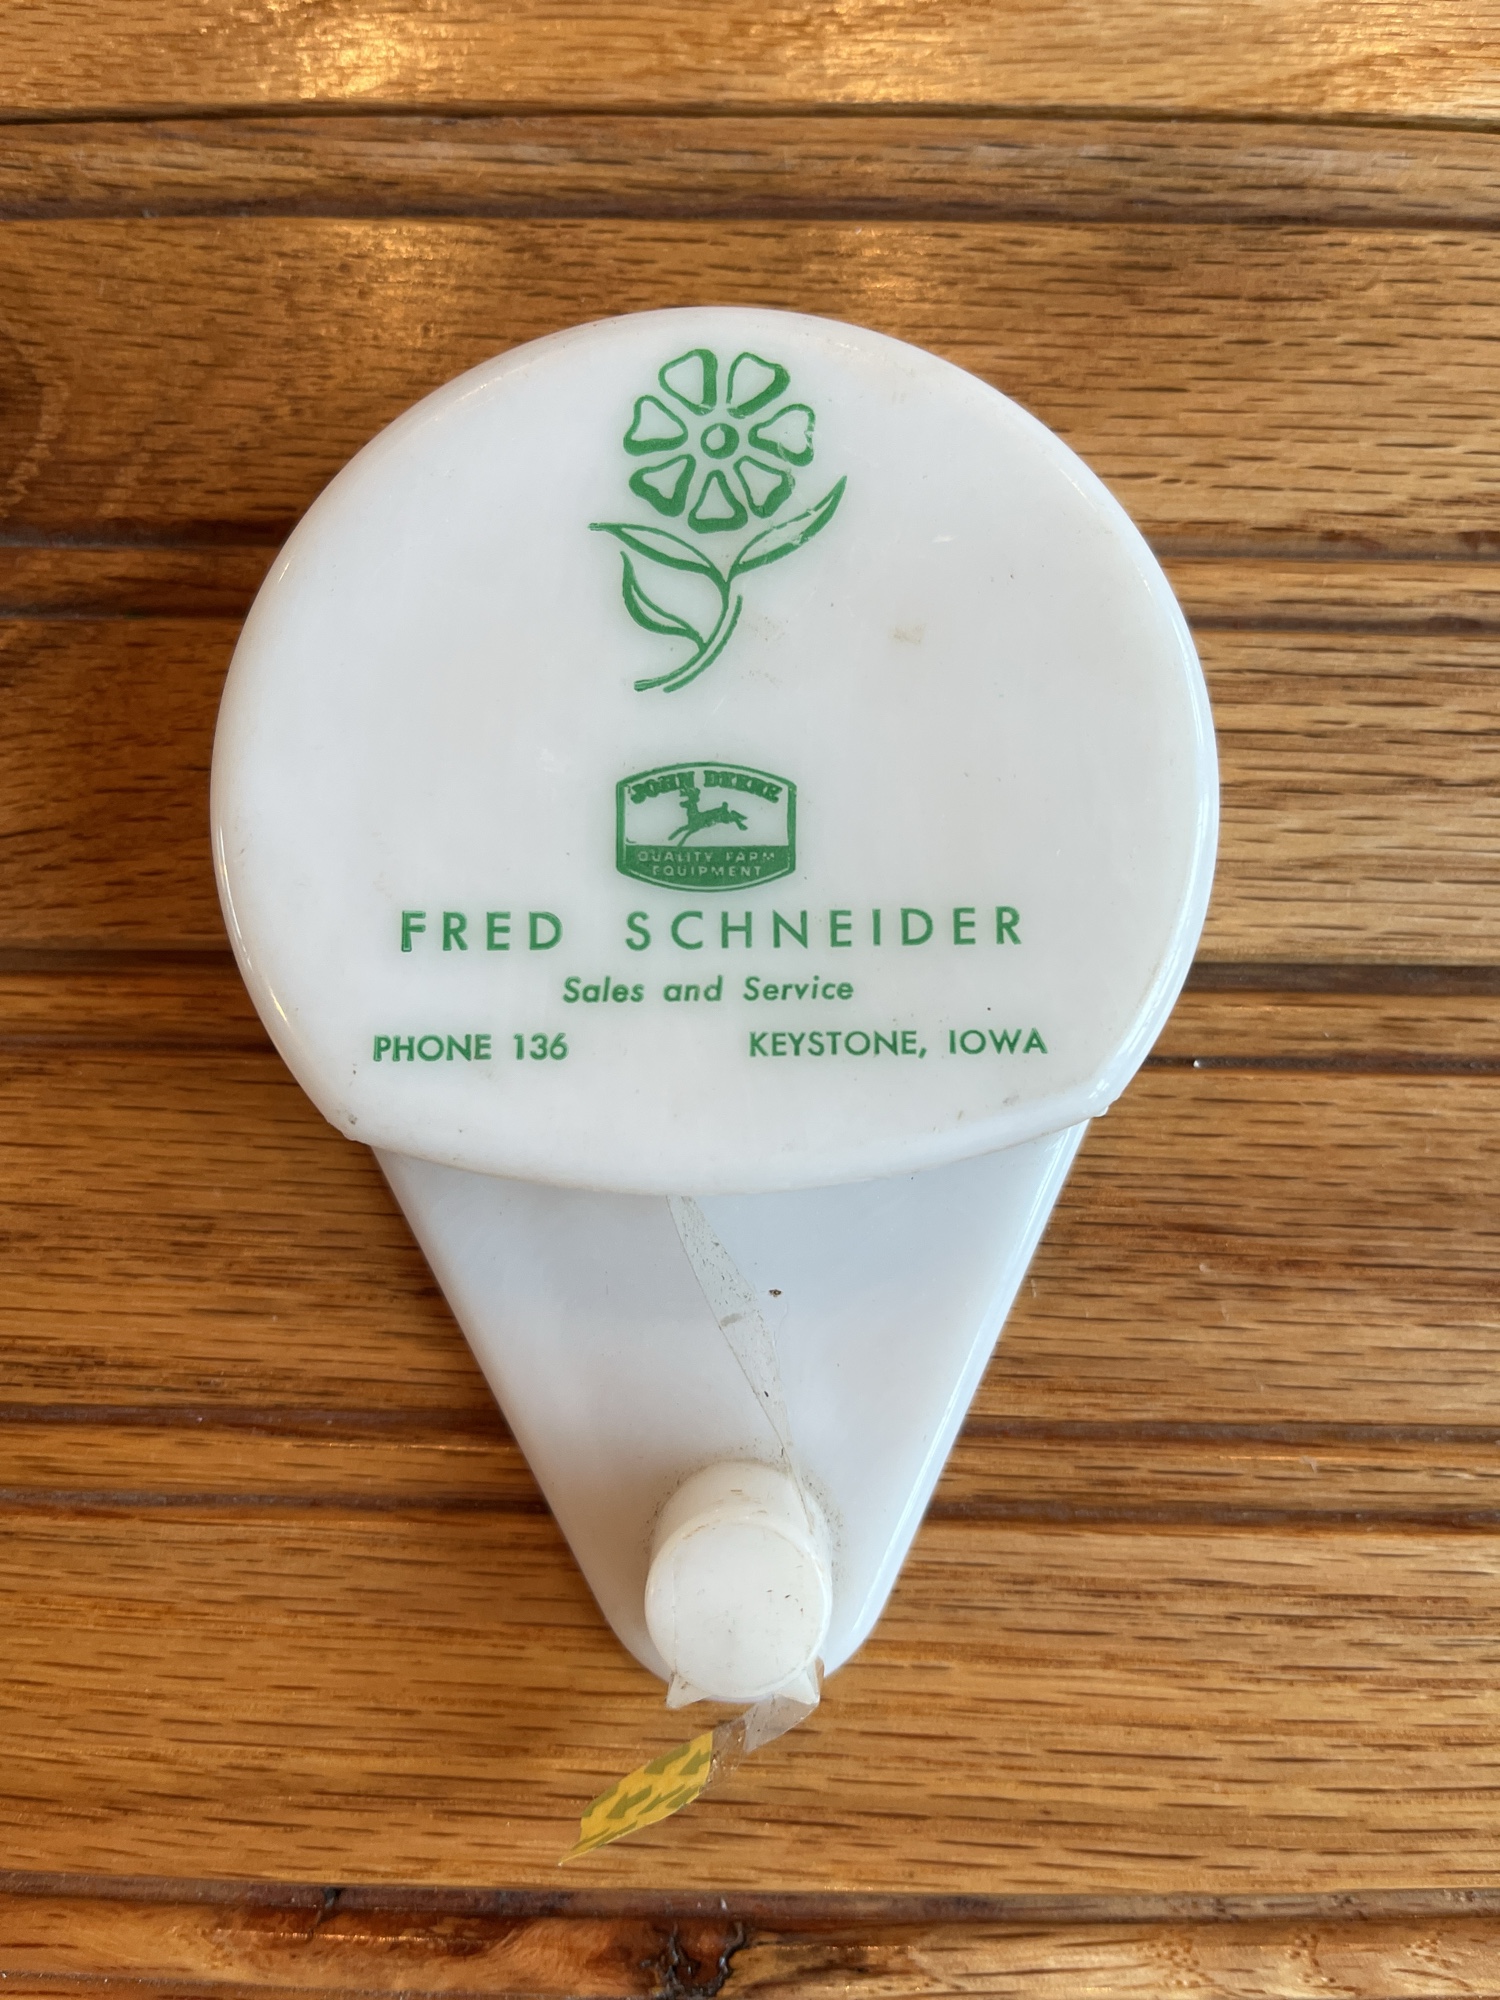 JOHN DEERE
QUALITY FARM
EQUIPMENT
FRED SCHNEIDER
Sales and Service
PHONE 136 KEYSTONE, IOWA